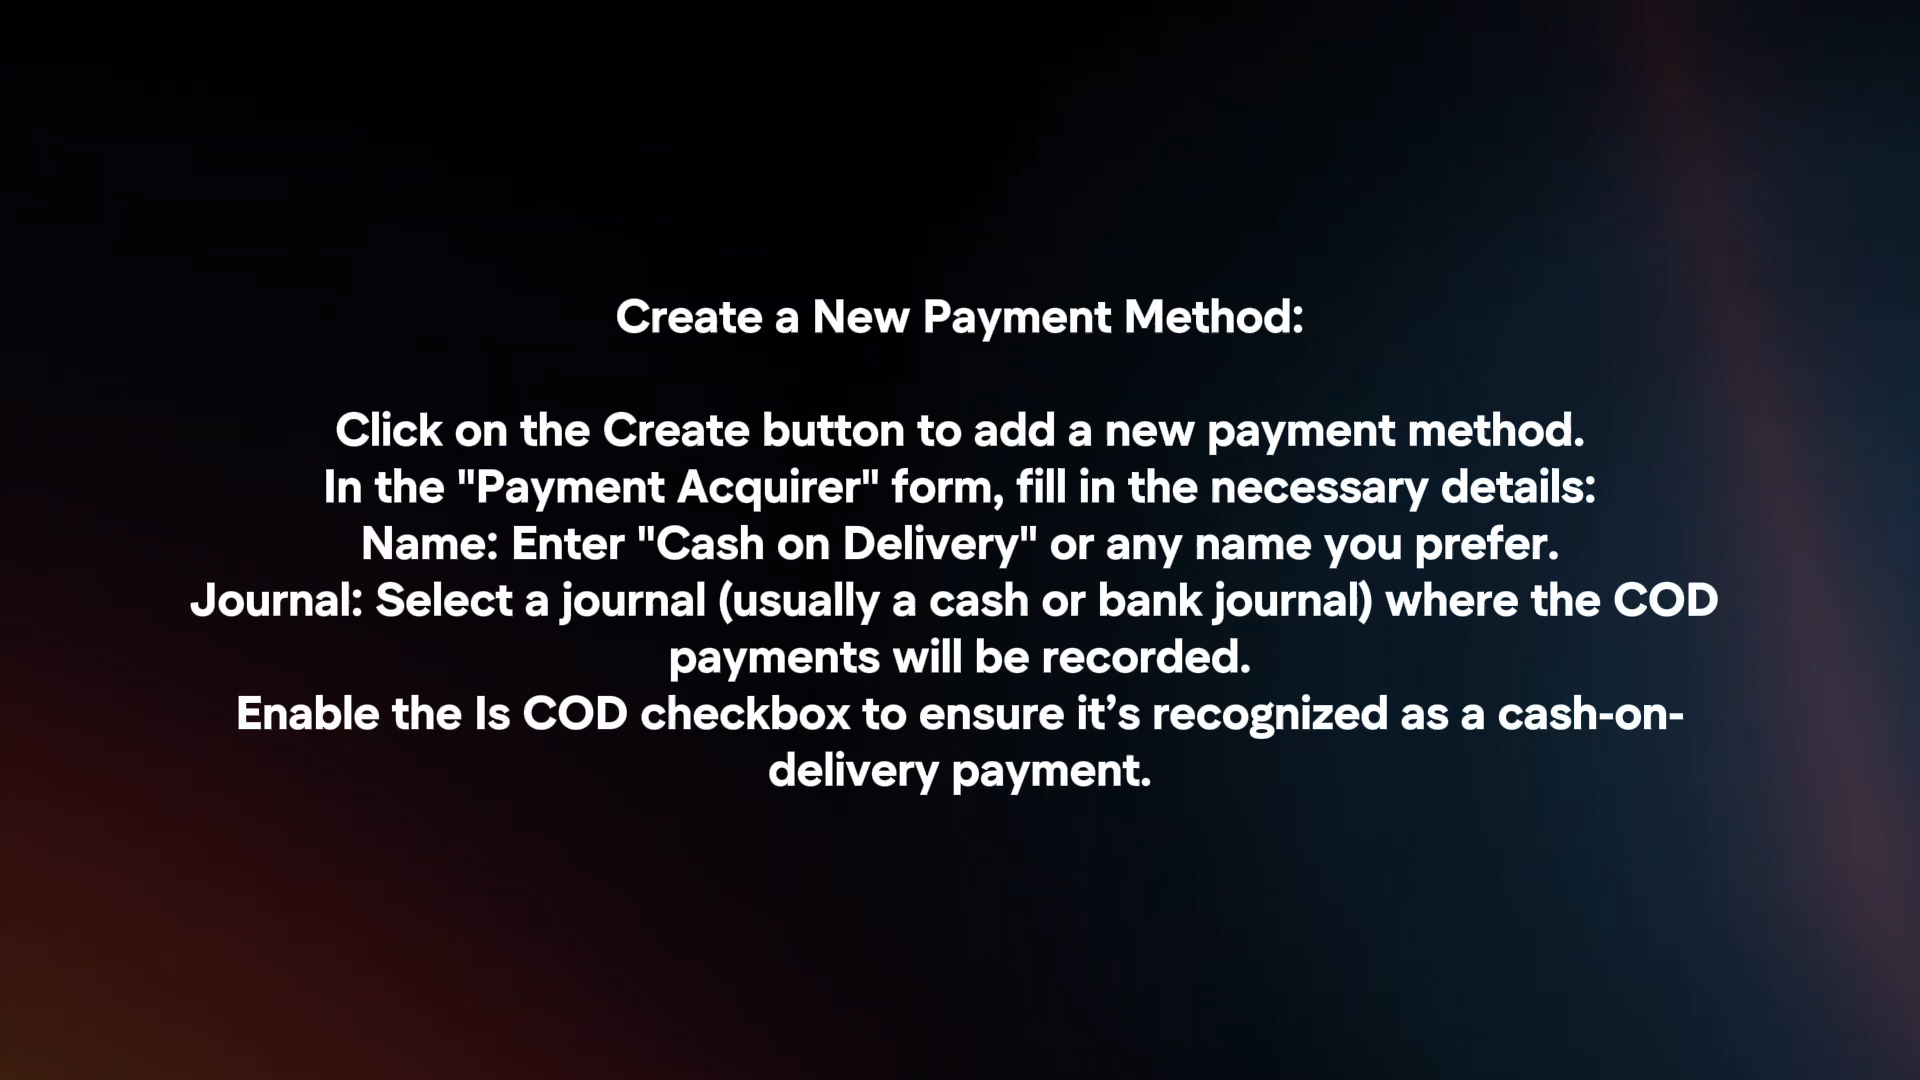 Create a New Payment Method:
Click on the Create button to add a new payment method.
In the "Payment Acquirer" form, fill in the necessary details:
Name: Enter "Cash on Delivery" or any name you prefer.
Journal: Select a journal (usually a cash or bank journal) where the COD
payments will be recorded.
Enable the Is COD checkbox to ensure it’s recognized as a cash-on-
delivery payment.